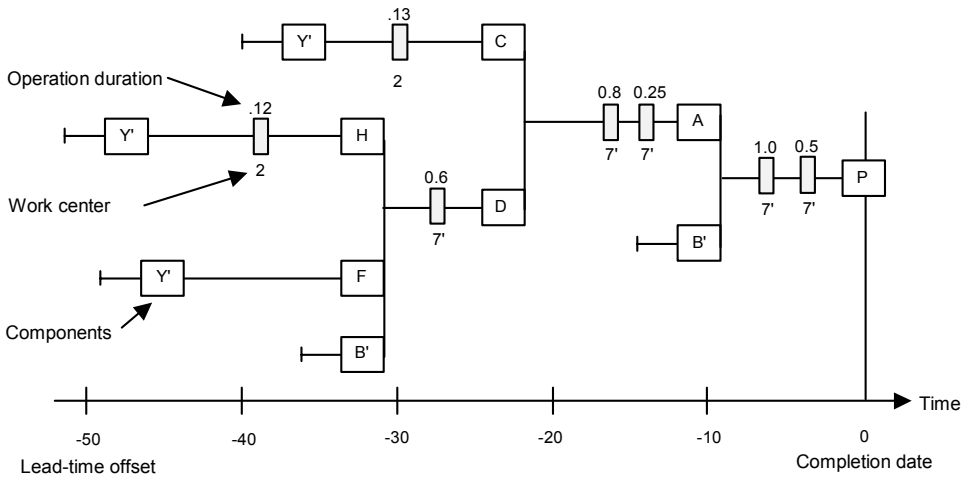 .13
Y'
C
2
Operation duration
.12
0.8
0.25
Y'
H
A
7'
7'
1.0
0.5
2
0.6
P
Work center
D
7'
7'
7'
B'
Y'
F
Components
B'
Time
-50
-40
-30
-20
-10
0
Lead-time offset
Completion date